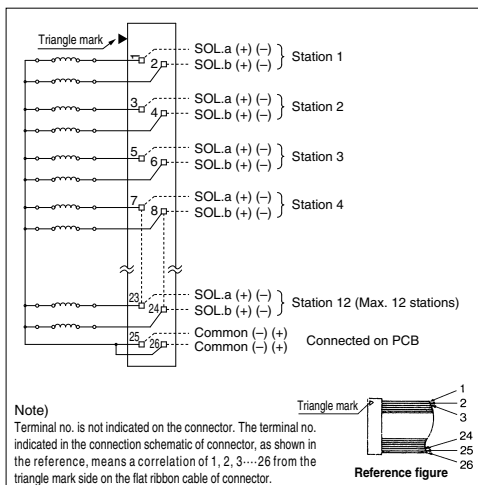 Triangle mark
1 SOL.a (+) (–)
2 SOL.b (+) (–)
Station 1
3 SOL.a (+) (–)
4 SOL.b (+) (–)
Station 2
5 SOL.a (+) (–)
6 SOL.b (+) (–)
Station 3
7 SOL.a (+) (–)
8 SOL.b (+) (–)
Station 4
23 SOL.a (+) (–)
24 SOL.b (+) (–)
Station 12 (Max. 12 stations)
25 Common (–) (+)
26 Common (–) (+)
Connected on PCB
Note)
Terminal no. is not indicated on the connector. The terminal no.
indicated in the connection schematic of connector, as shown in
the reference, means a correlation of 1, 2, 3····26 from the
triangle mark side on the flat ribbon cable of connector.
Triangle mark
1
2
3
24
25
26
Reference figure